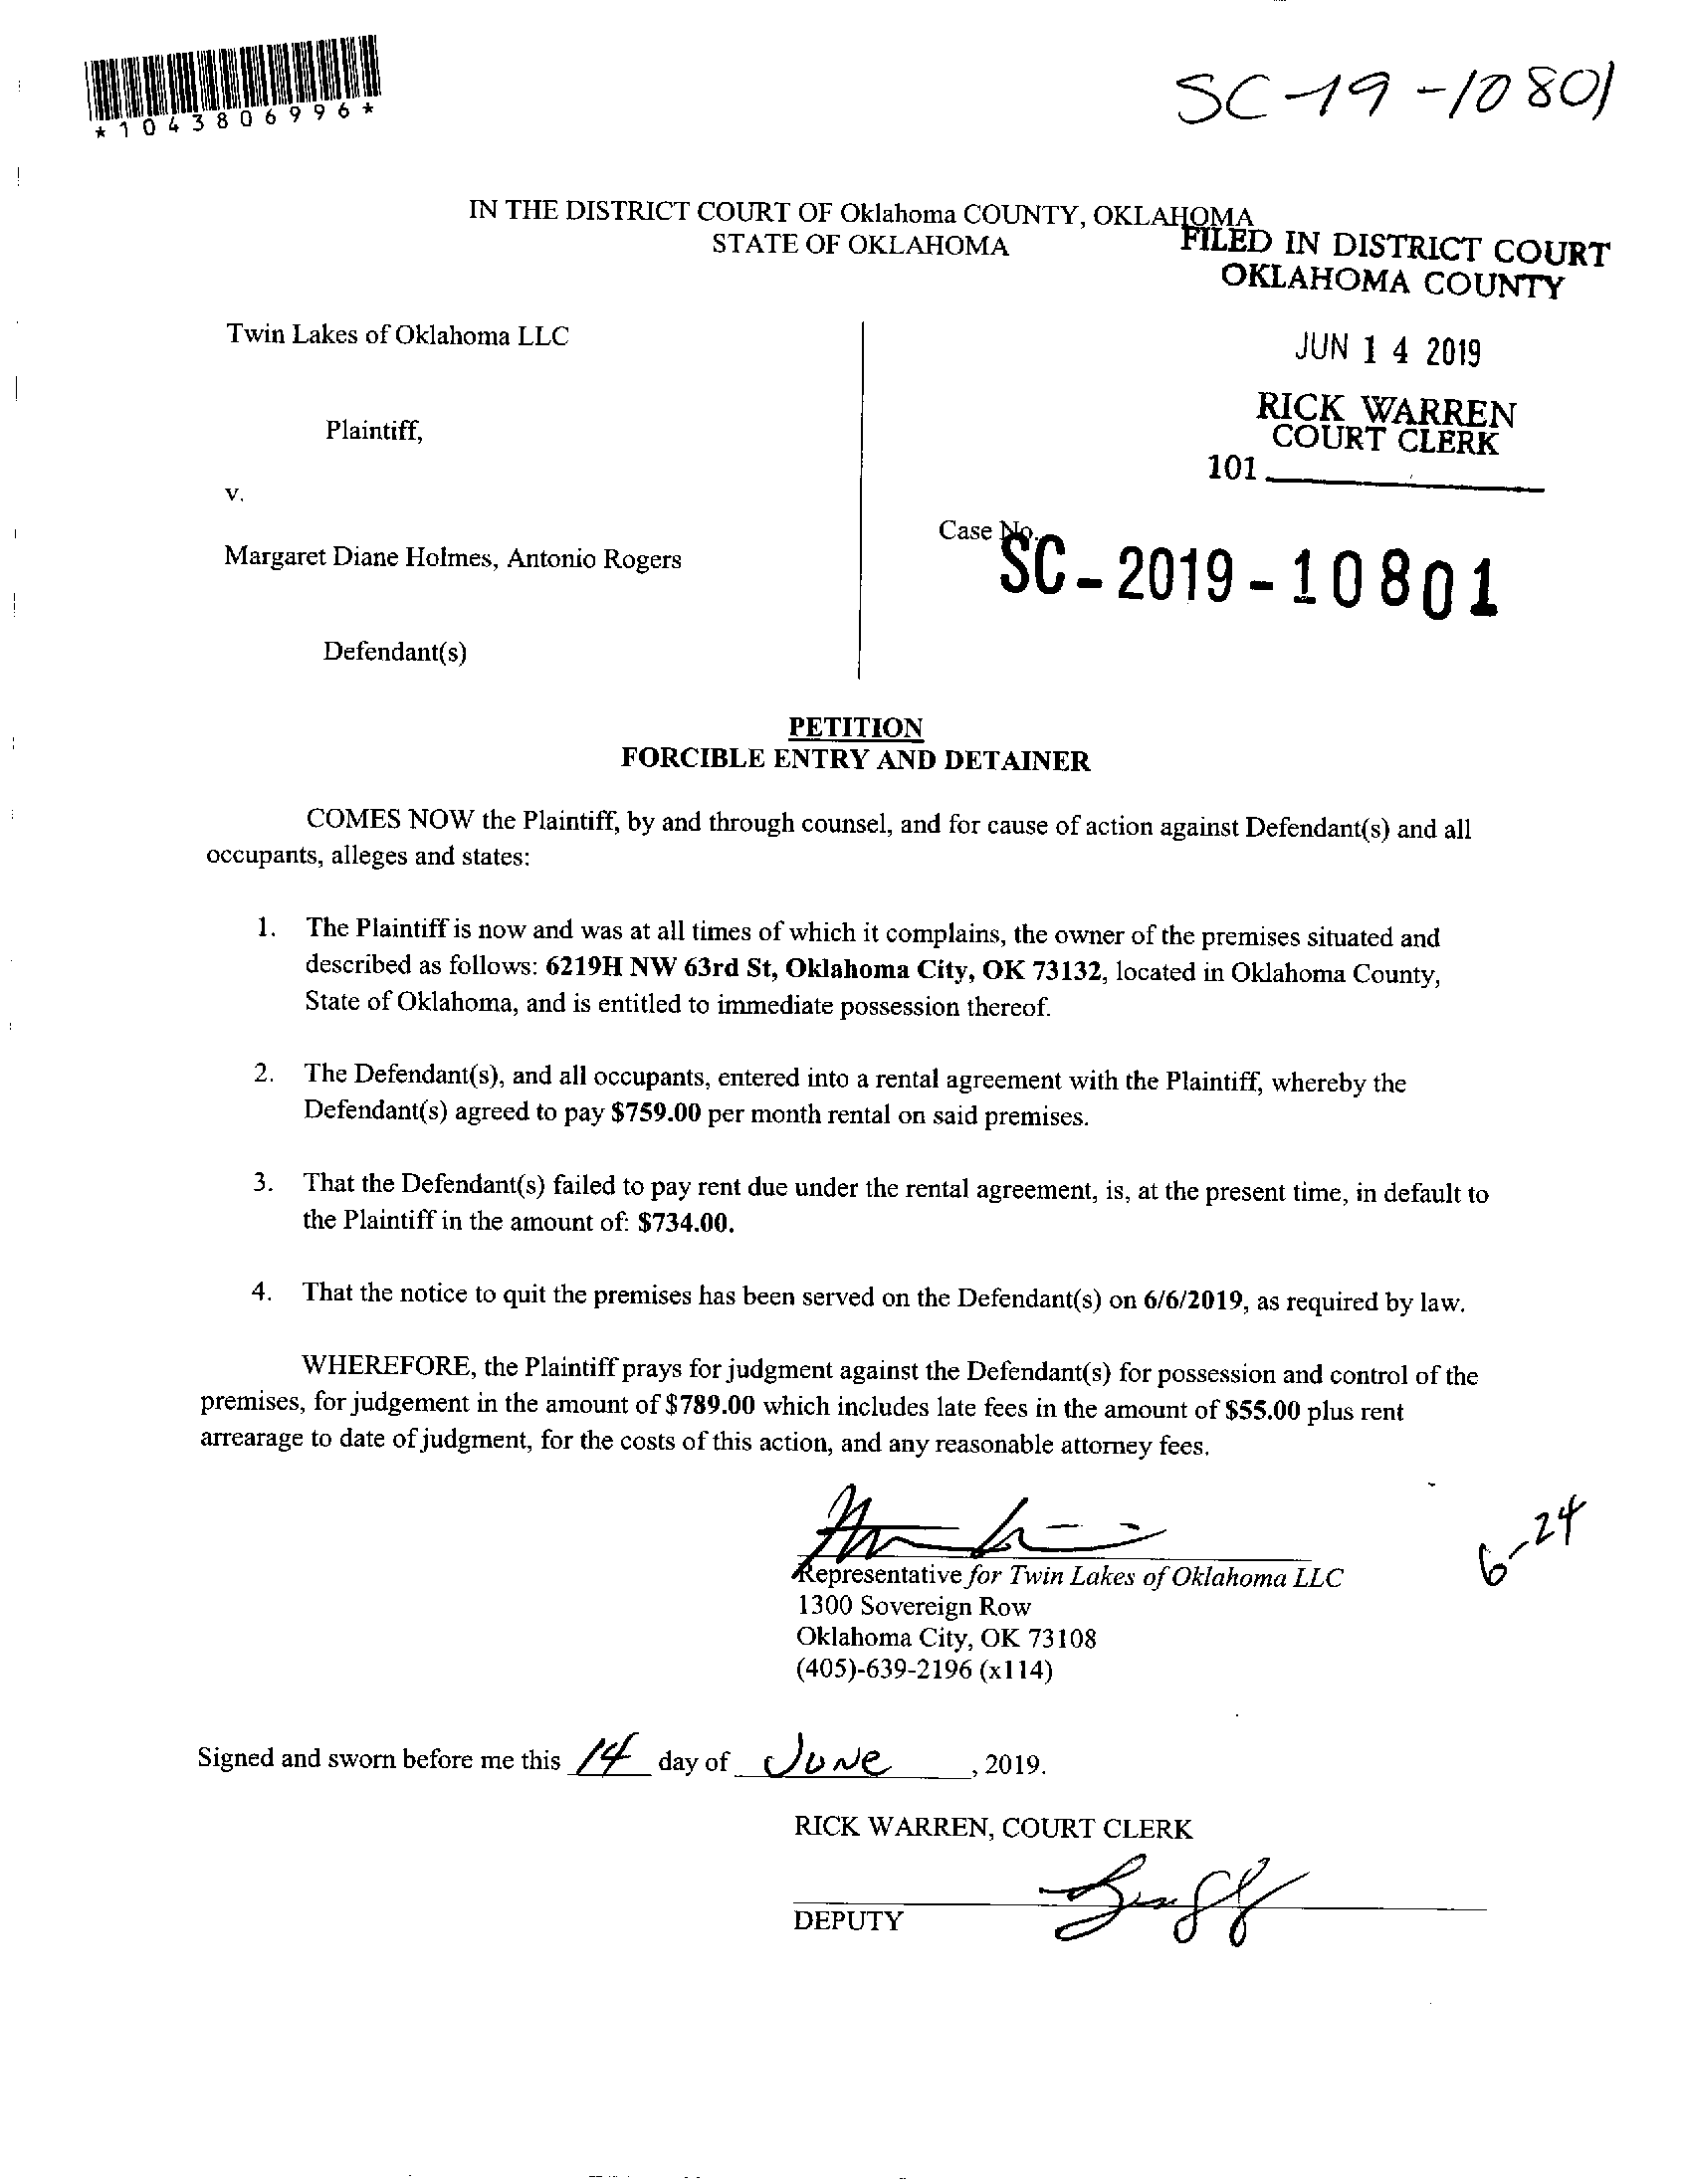 *1043806996*
SC-19-10801
IN THE DISTRICT COURT OF Oklahoma COUNTY, OKLAHOMA
STATE OF OKLAHOMA
FILED IN DISTRICT COURT
OKLAHOMA COUNTY
JUN 14 2019
RICK WARREN
COURT CLERK
101
Twin Lakes of Oklahoma LLC
Plaintiff,
v.
Margaret Diane Holmes, Antonio Rogers
Defendant(s)
Case No.
SC-2019-10801
PETITION
FORCIBLE ENTRY AND DETAINER
COMES NOW the Plaintiff, by and through counsel, and for cause of action against Defendant(s) and all
occupants, alleges and states:
1. The Plaintiff is now and was at all times of which it complains, the owner of the premises situated and
described as follows: 6219H NW 63rd St, Oklahoma City, OK 73132, located in Oklahoma County,
State of Oklahoma, and is entitled to immediate possession thereof.
2. The Defendant(s), and all occupants, entered into a rental agreement with the Plaintiff, whereby the
Defendant(s) agreed to pay $759.00 per month rental on said premises.
3. That the Defendant(s) failed to pay rent due under the rental agreement, is, at the present time, in default to
the Plaintiff in the amount of: $734.00.
4. That the notice to quit the premises has been served on the Defendant(s) on 6/6/2019, as required by law.
WHEREFORE, the Plaintiff prays for judgment against the Defendant(s) for possession and control of the
premises, for judgement in the amount of $789.00 which includes late fees in the amount of $55.00 plus rent
arrearage to date of judgment, for the costs of this action, and any reasonable attorney fees.
6-24
Representative for Twin Lakes of Oklahoma LLC
1300 Sovereign Row
Oklahoma City, OK 73108
(405)-639-2196 (x114)
Signed and sworn before me this 14 day of June, 2019.
RICK WARREN, COURT CLERK
DEPUTY